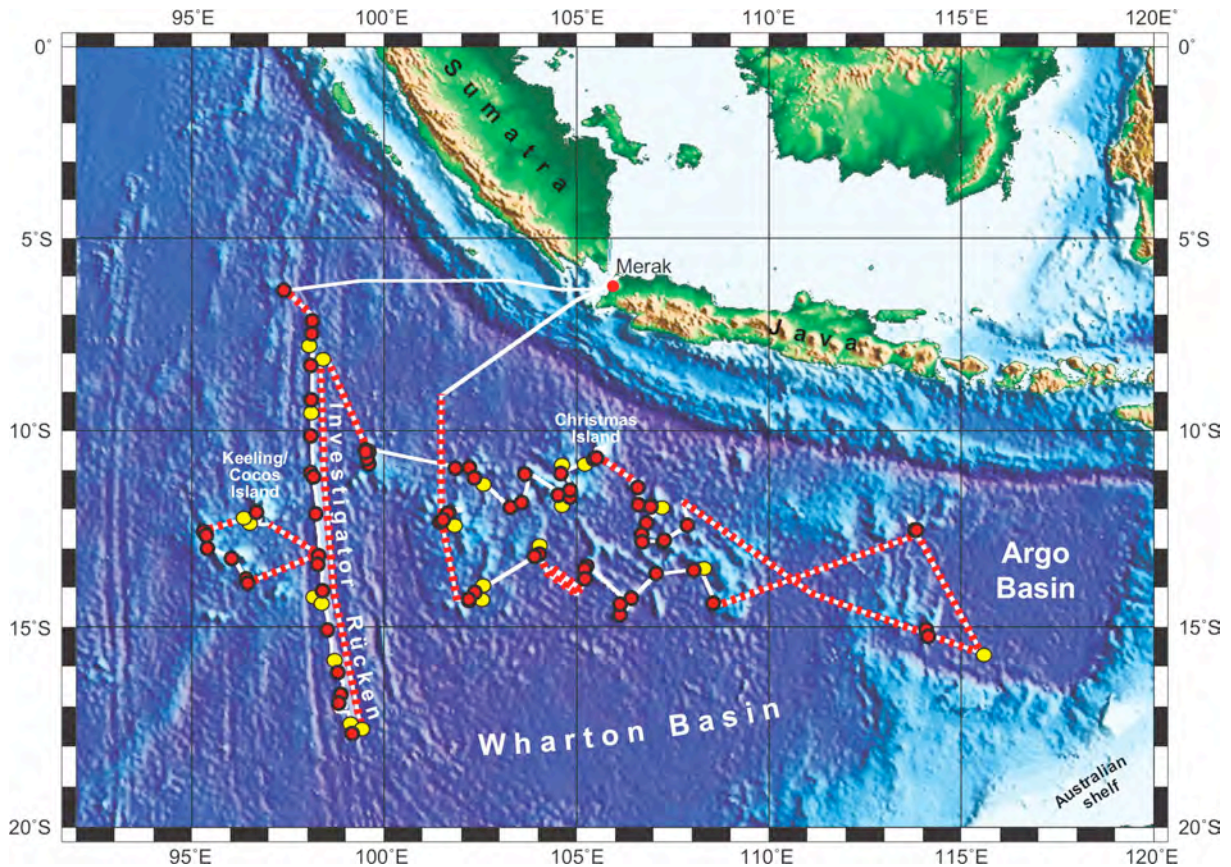 95°E 100°E 105°E 110°E 115°E 120°E
0° 0°
Sumatra
5°S 5°S
Merak
Java
10°S 10°S
Christmas
Island
Keeling/
Cocos
Island
Investigator Rücken
Argo
Basin
15°S 15°S
Wharton Basin
Australian
shelf
20°S 20°S
95°E 100°E 105°E 110°E 115°E 120°E